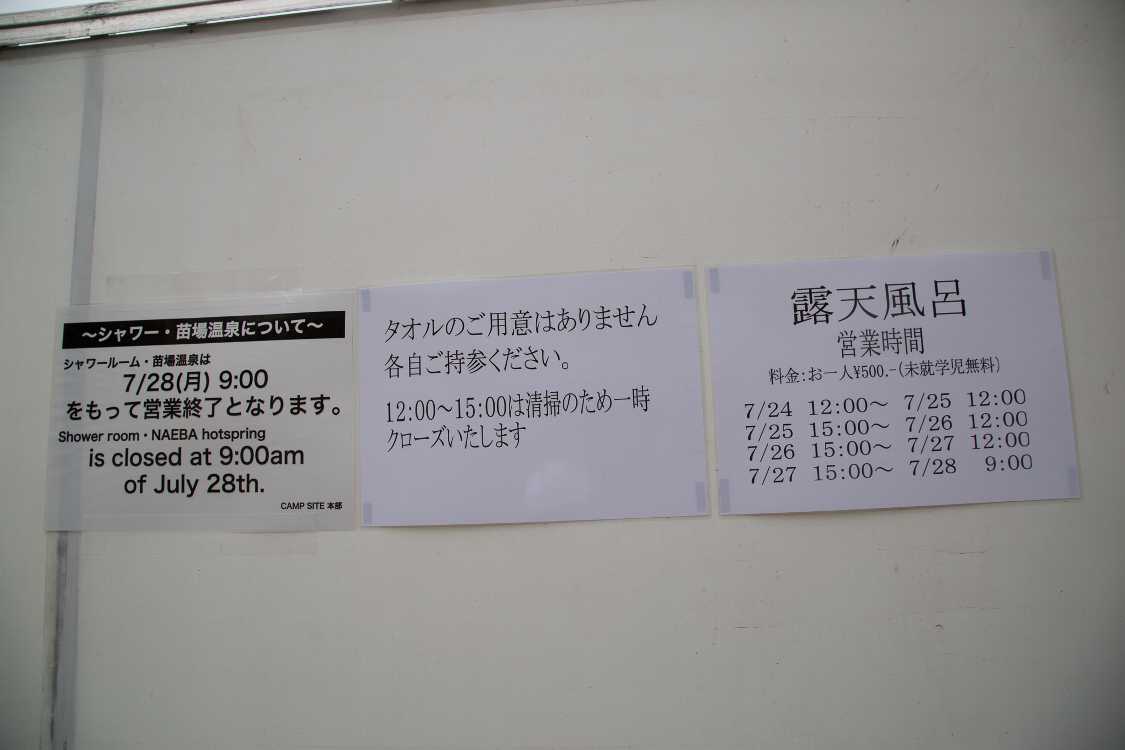 ～シャワー・苗場温泉について～
シャワールーム・苗場温泉は
7/28(月) 9:00
をもって営業終了となります。
Shower room・NAEBA hotspring
is closed at 9:00am
of July 28th.
CAMP SITE 本部
タオルのご用意はありません
各自ご持参ください。
12:00～15:00は清掃のため一時
クローズいたします
露天風呂
営業時間
料金:お一人¥500.-(未就学児無料)
7/24 12:00～ 7/25 12:00
7/25 15:00～ 7/26 12:00
7/26 15:00～ 7/27 12:00
7/27 15:00～ 7/28 9:00